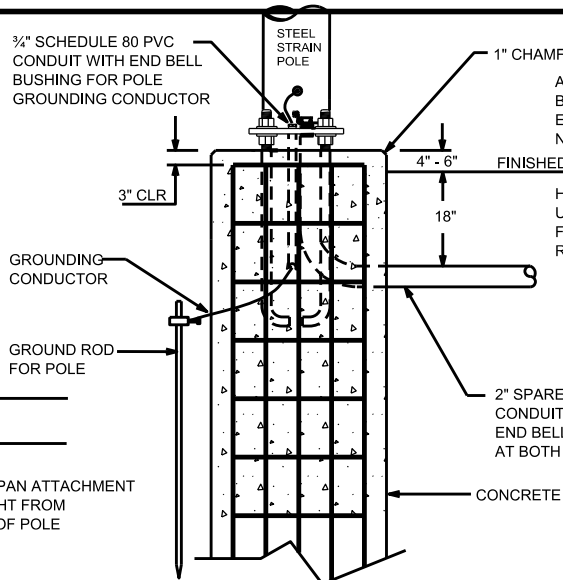 ¾" SCHEDULE 80 PVC
CONDUIT WITH END BELL
BUSHING FOR POLE
GROUNDING CONDUCTOR
STEEL
STRAIN
POLE
1" CHAMF
A
B
E
N
4" - 6"
FINISHED
3" CLR
18"
H
U
F
R
GROUNDING
CONDUCTOR
GROUND ROD
FOR POLE
2" SPARE
CONDUIT
END BELL
AT BOTH
PAN ATTACHMENT
HT FROM
OF POLE
CONCRETE